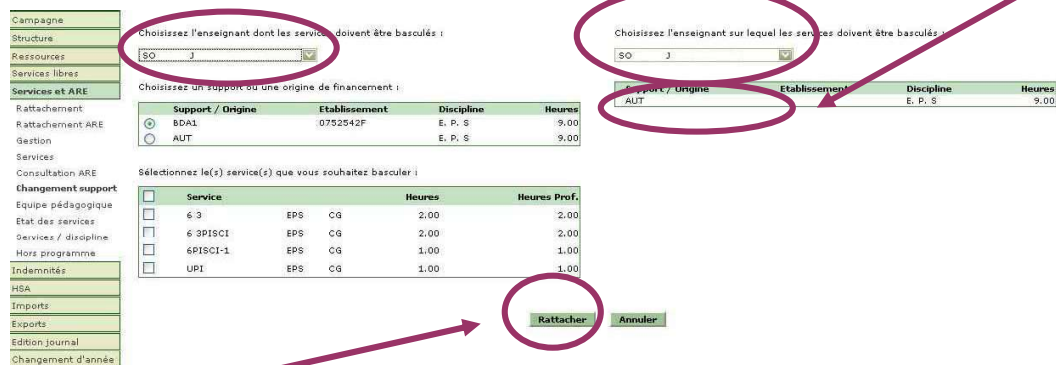 Campagne
Structure
Ressources
Services libres
Services et ARE
Rattachement
Rattachement ARE
Gestion
Services
Consultation ARE
Changement support
Equipe pédagogique
Etat des services
Services / discipline
Hors programme
Indemnités
HSA
Imports
Exports
Edition journal
Changement d'année
Choisissez l'enseignant dont les services doivent être basculés :
SO J
Choisissez un support ou une origine de financement :
Support / Origine Etablissement Discipline Heures
BDA1 0752542F E. P. S 9.00
AUT E. P. S 9.00
Sélectionnez le(s) service(s) que vous souhaitez basculer :
Service Heures Heures Prof.
6 3 EPS CG 2.00 2.00
6 3PISCI EPS CG 2.00 2.00
6PISCI-1 EPS CG 1.00 1.00
UPI EPS CG 1.00 1.00
Rattacher Annuler
Choisissez l'enseignant sur lequel les services doivent être basculés :
SO J
Support / Origine Etablissement Discipline Heures
AUT E. P. S 9.00